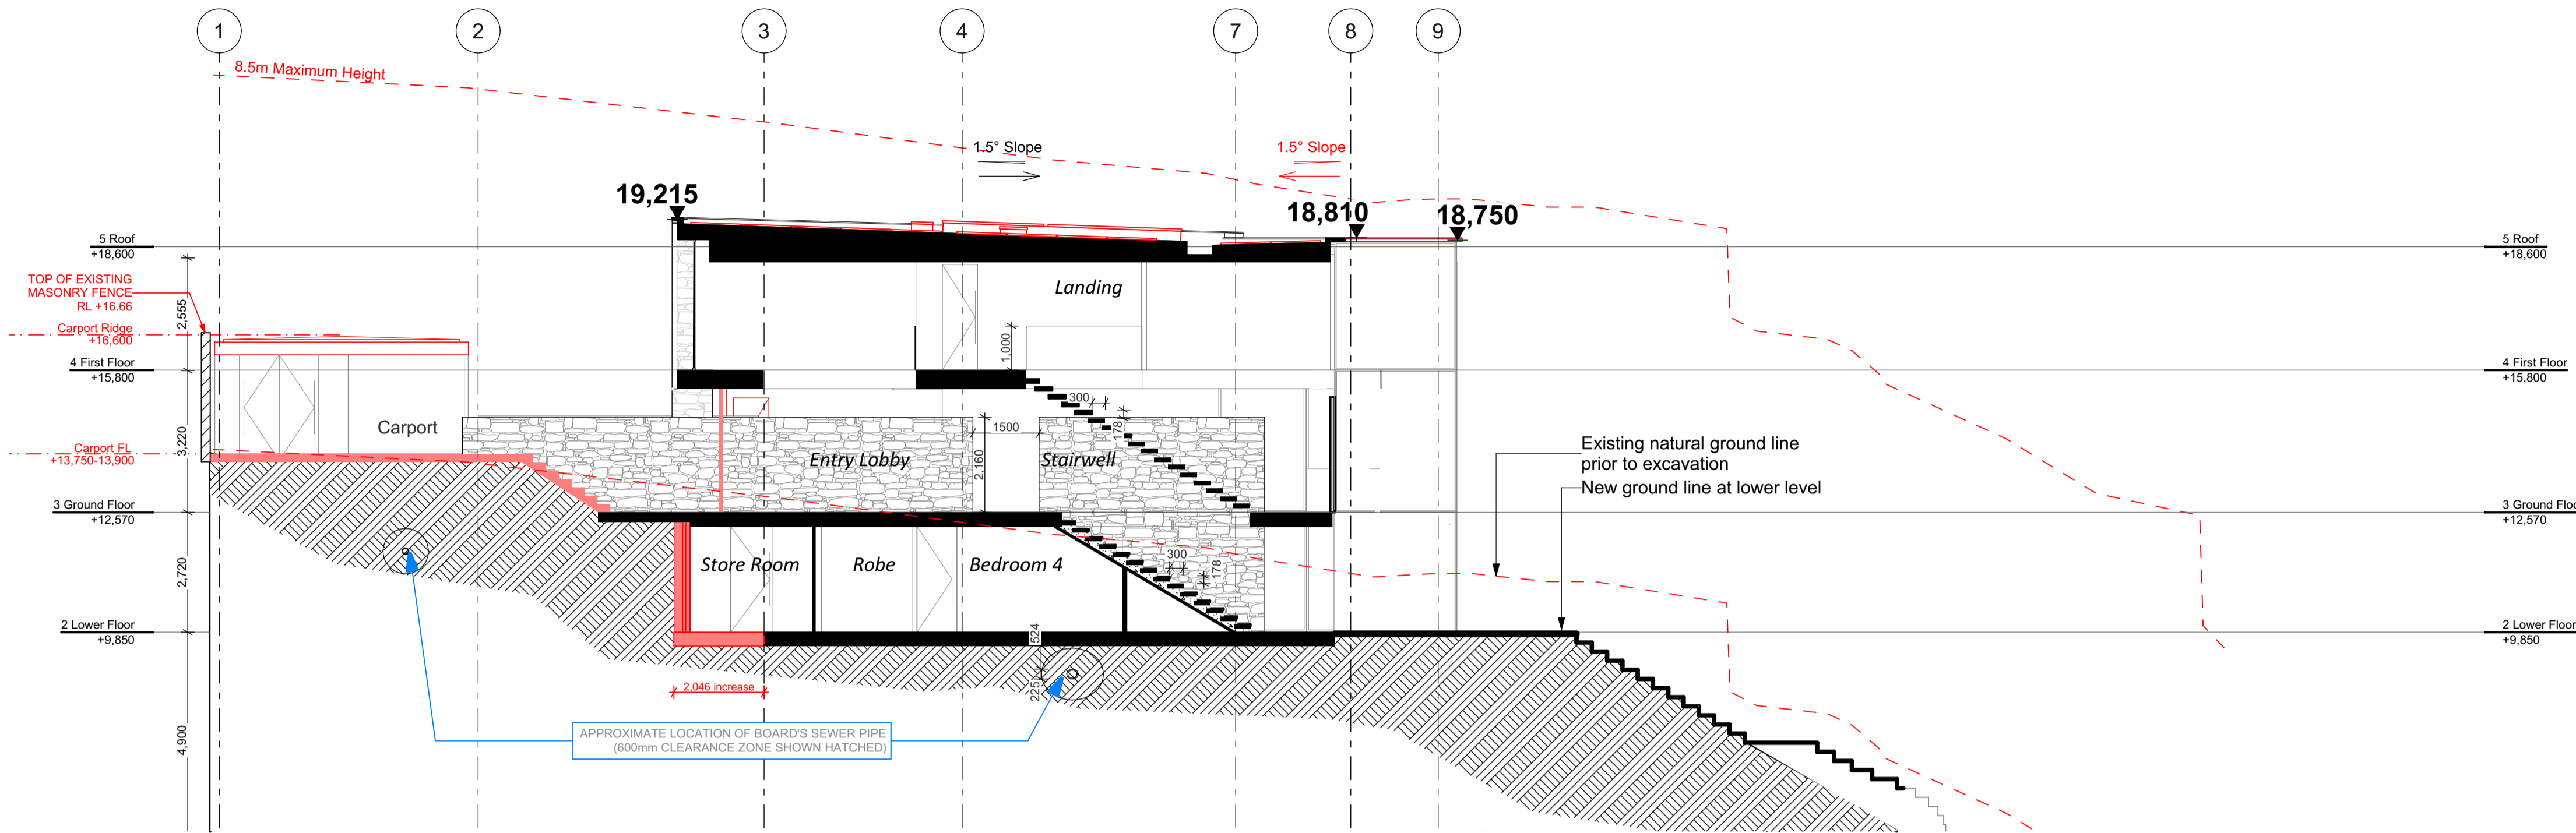 1
2
3
4
7
8
9
8.5m Maximum Height
1.5° Slope
1.5° Slope
19,215
18,810
18,750
5 Roof
+18,600
5 Roof
+18,600
TOP OF EXISTING
MASONRY FENCE
RL +16.66
2,555
Landing
Carport Ridge
+16,600
1,000
4 First Floor
+15,800
4 First Floor
+15,800
300
178
Carport
1500
3,220
Carport FL
+13,750-13,900
Entry Lobby
2,160
Stairwell
Existing natural ground line
prior to excavation
New ground line at lower level
3 Ground Floor
+12,570
3 Ground Floo
+12,570
2,720
Store Room
Robe
Bedroom 4
300
178
2 Lower Floor
+9,850
2 Lower Floor
+9,850
524
225
2,046 increase
4,900
APPROXIMATE LOCATION OF BOARD'S SEWER PIPE
(600mm CLEARANCE ZONE SHOWN HATCHED)